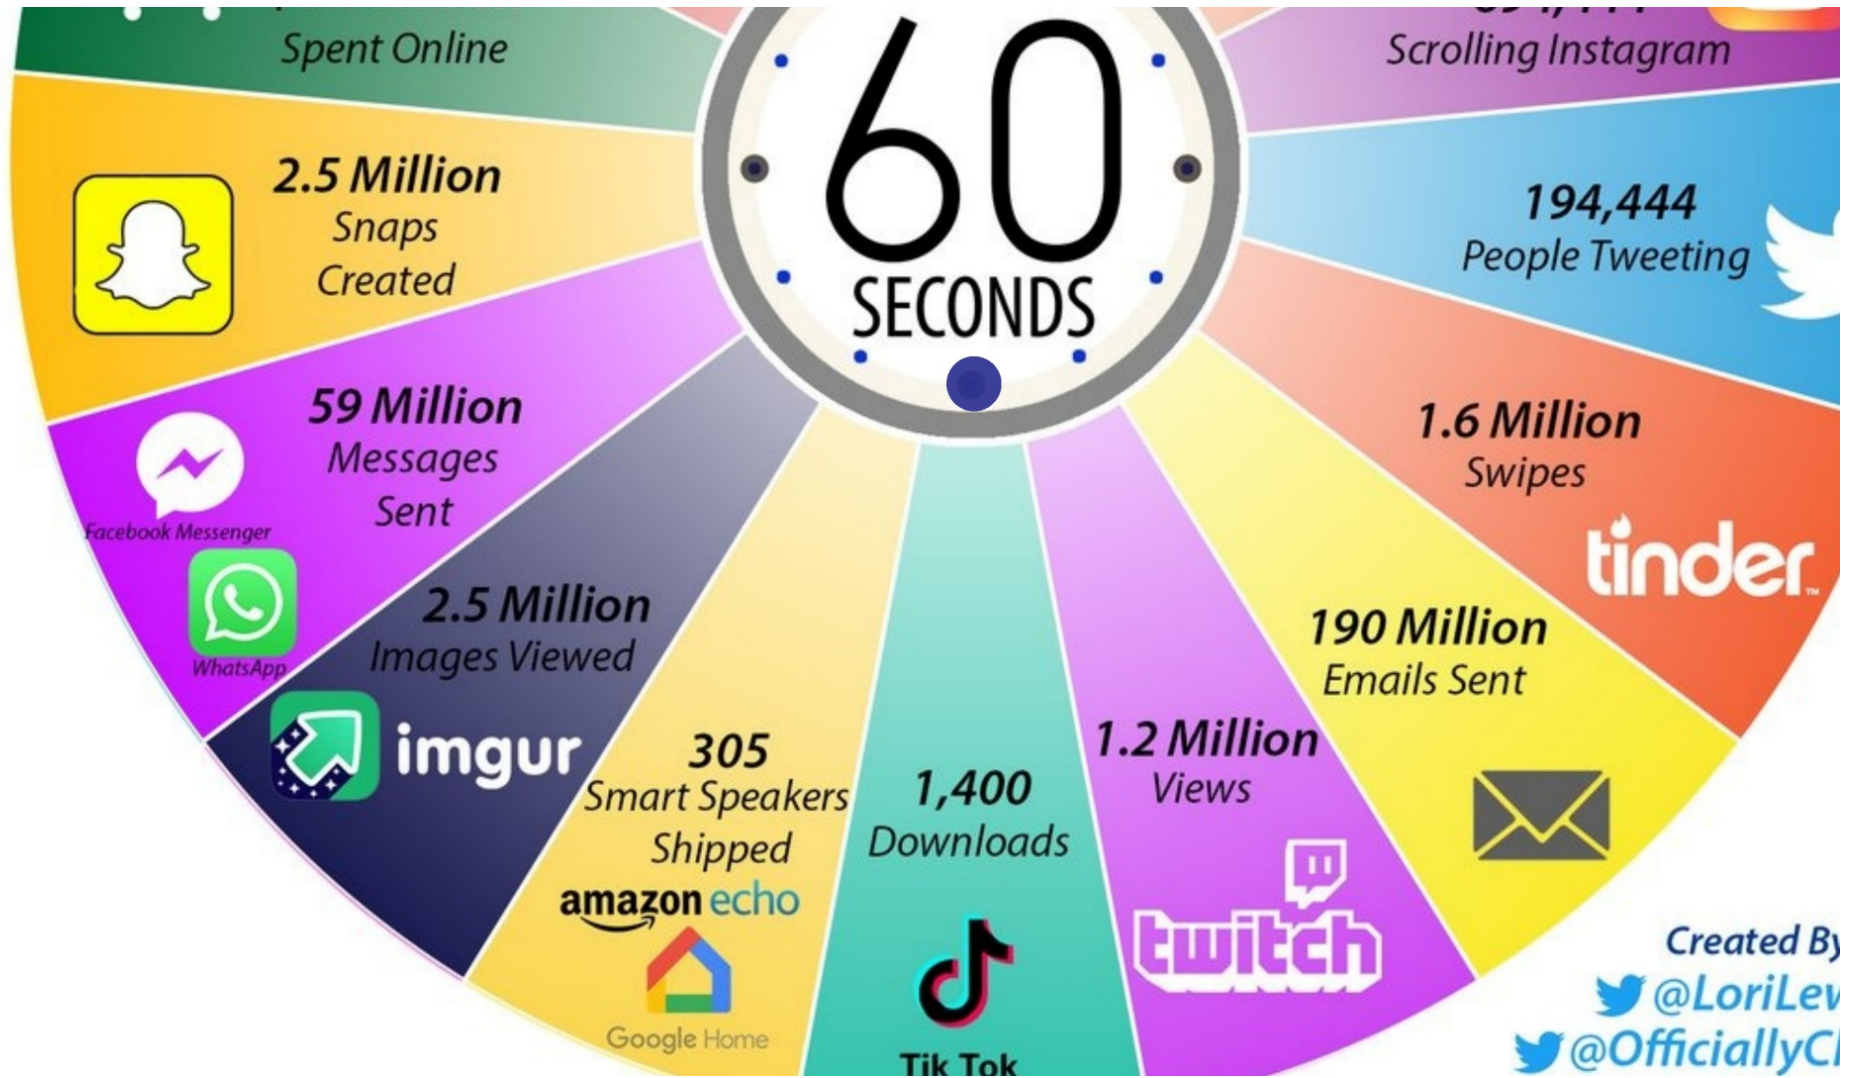 Spent Online
Scrolling Instagram
60
SECONDS
2.5 Million
Snaps
Created
194,444
People Tweeting
59 Million
Messages
Sent
Facebook Messenger
WhatsApp
1.6 Million
Swipes
tinder
2.5 Million
Images Viewed
imgur
190 Million
Emails Sent
305
Smart Speakers
Shipped
amazon echo
Google Home
1,400
Downloads
Tik Tok
1.2 Million
Views
twitch
Created By
@LoriLew
@OfficiallyCh